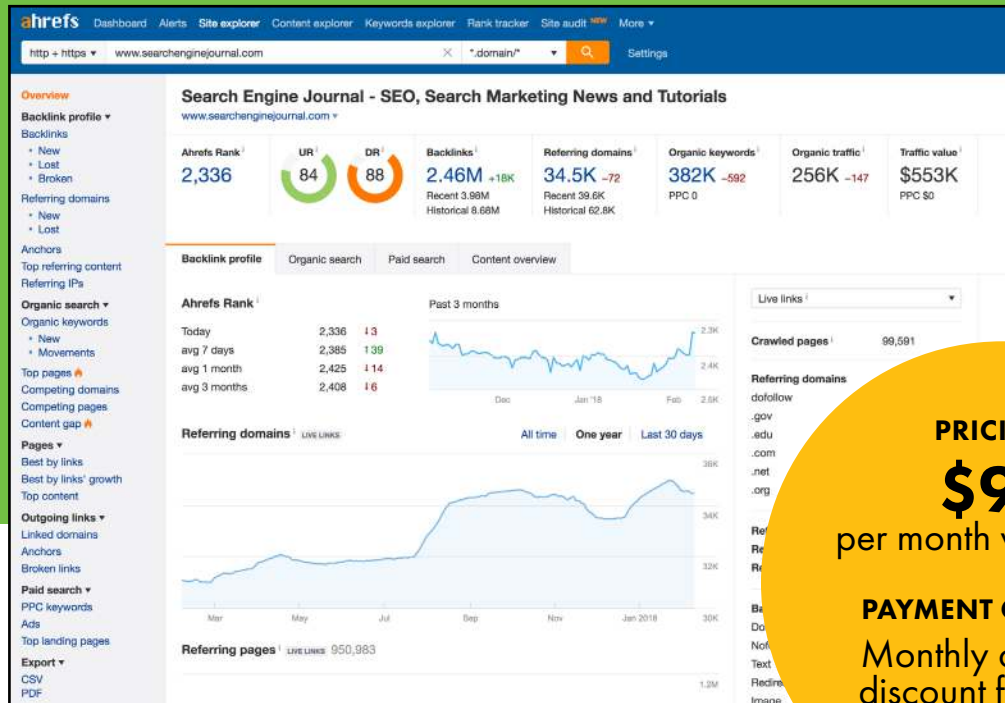 ahrefs Dashboard Alerts Site explorer Content explorer Keywords explorer Rank tracker Site audit NEW More
http + https www.searchenginejournal.com × *.domain/* Settings
Overview
Backlink profile
Backlinks
New
Lost
Broken
Referring domains
New
Lost
Anchors
Top referring content
Referring IPs
Organic search
Organic keywords
New
Movements
Top pages
Competing domains
Competing pages
Content gap
Pages
Best by links
Best by links' growth
Top content
Outgoing links
Linked domains
Anchors
Broken links
Paid search
PPC keywords
Ads
Top landing pages
Export
CSV
PDF
Search Engine Journal - SEO, Search Marketing News and Tutorials
www.searchenginejournal.com
Ahrefs Rank
2,336
UR
84
DR
88
Backlinks
2.46M +18K
Recent 3.98M
Historical 8.68M
Referring domains
34.5K -72
Recent 39.6K
Historical 62.8K
Organic keywords
382K -592
PPC 0
Organic traffic
256K -147
Traffic value
$553K
PPC $0
Backlink profile Organic search Paid search Content overview
Ahrefs Rank
Today 2,336 ↓3
avg 7 days 2,385 ↑39
avg 1 month 2,425 ↓14
avg 3 months 2,408 ↓6
Past 3 months
2.3K
2.4K
2.5K
Dec Jan '18 Feb
Referring domains LIVE LINKS All time One year Last 30 days
36K
34K
32K
30K
Mar May Jul Sep Nov Jan 2018
Referring pages LIVE LINKS 950,983
1.2M
Live links
Crawled pages 99,591
Referring domains
dofollow
.gov
.edu
.com
.net
.org
Ref
Re
Re
Ba
Do
Nof
Text
Redire
Image
PRICI
$9
per month
PAYMENT
Monthly
discount f